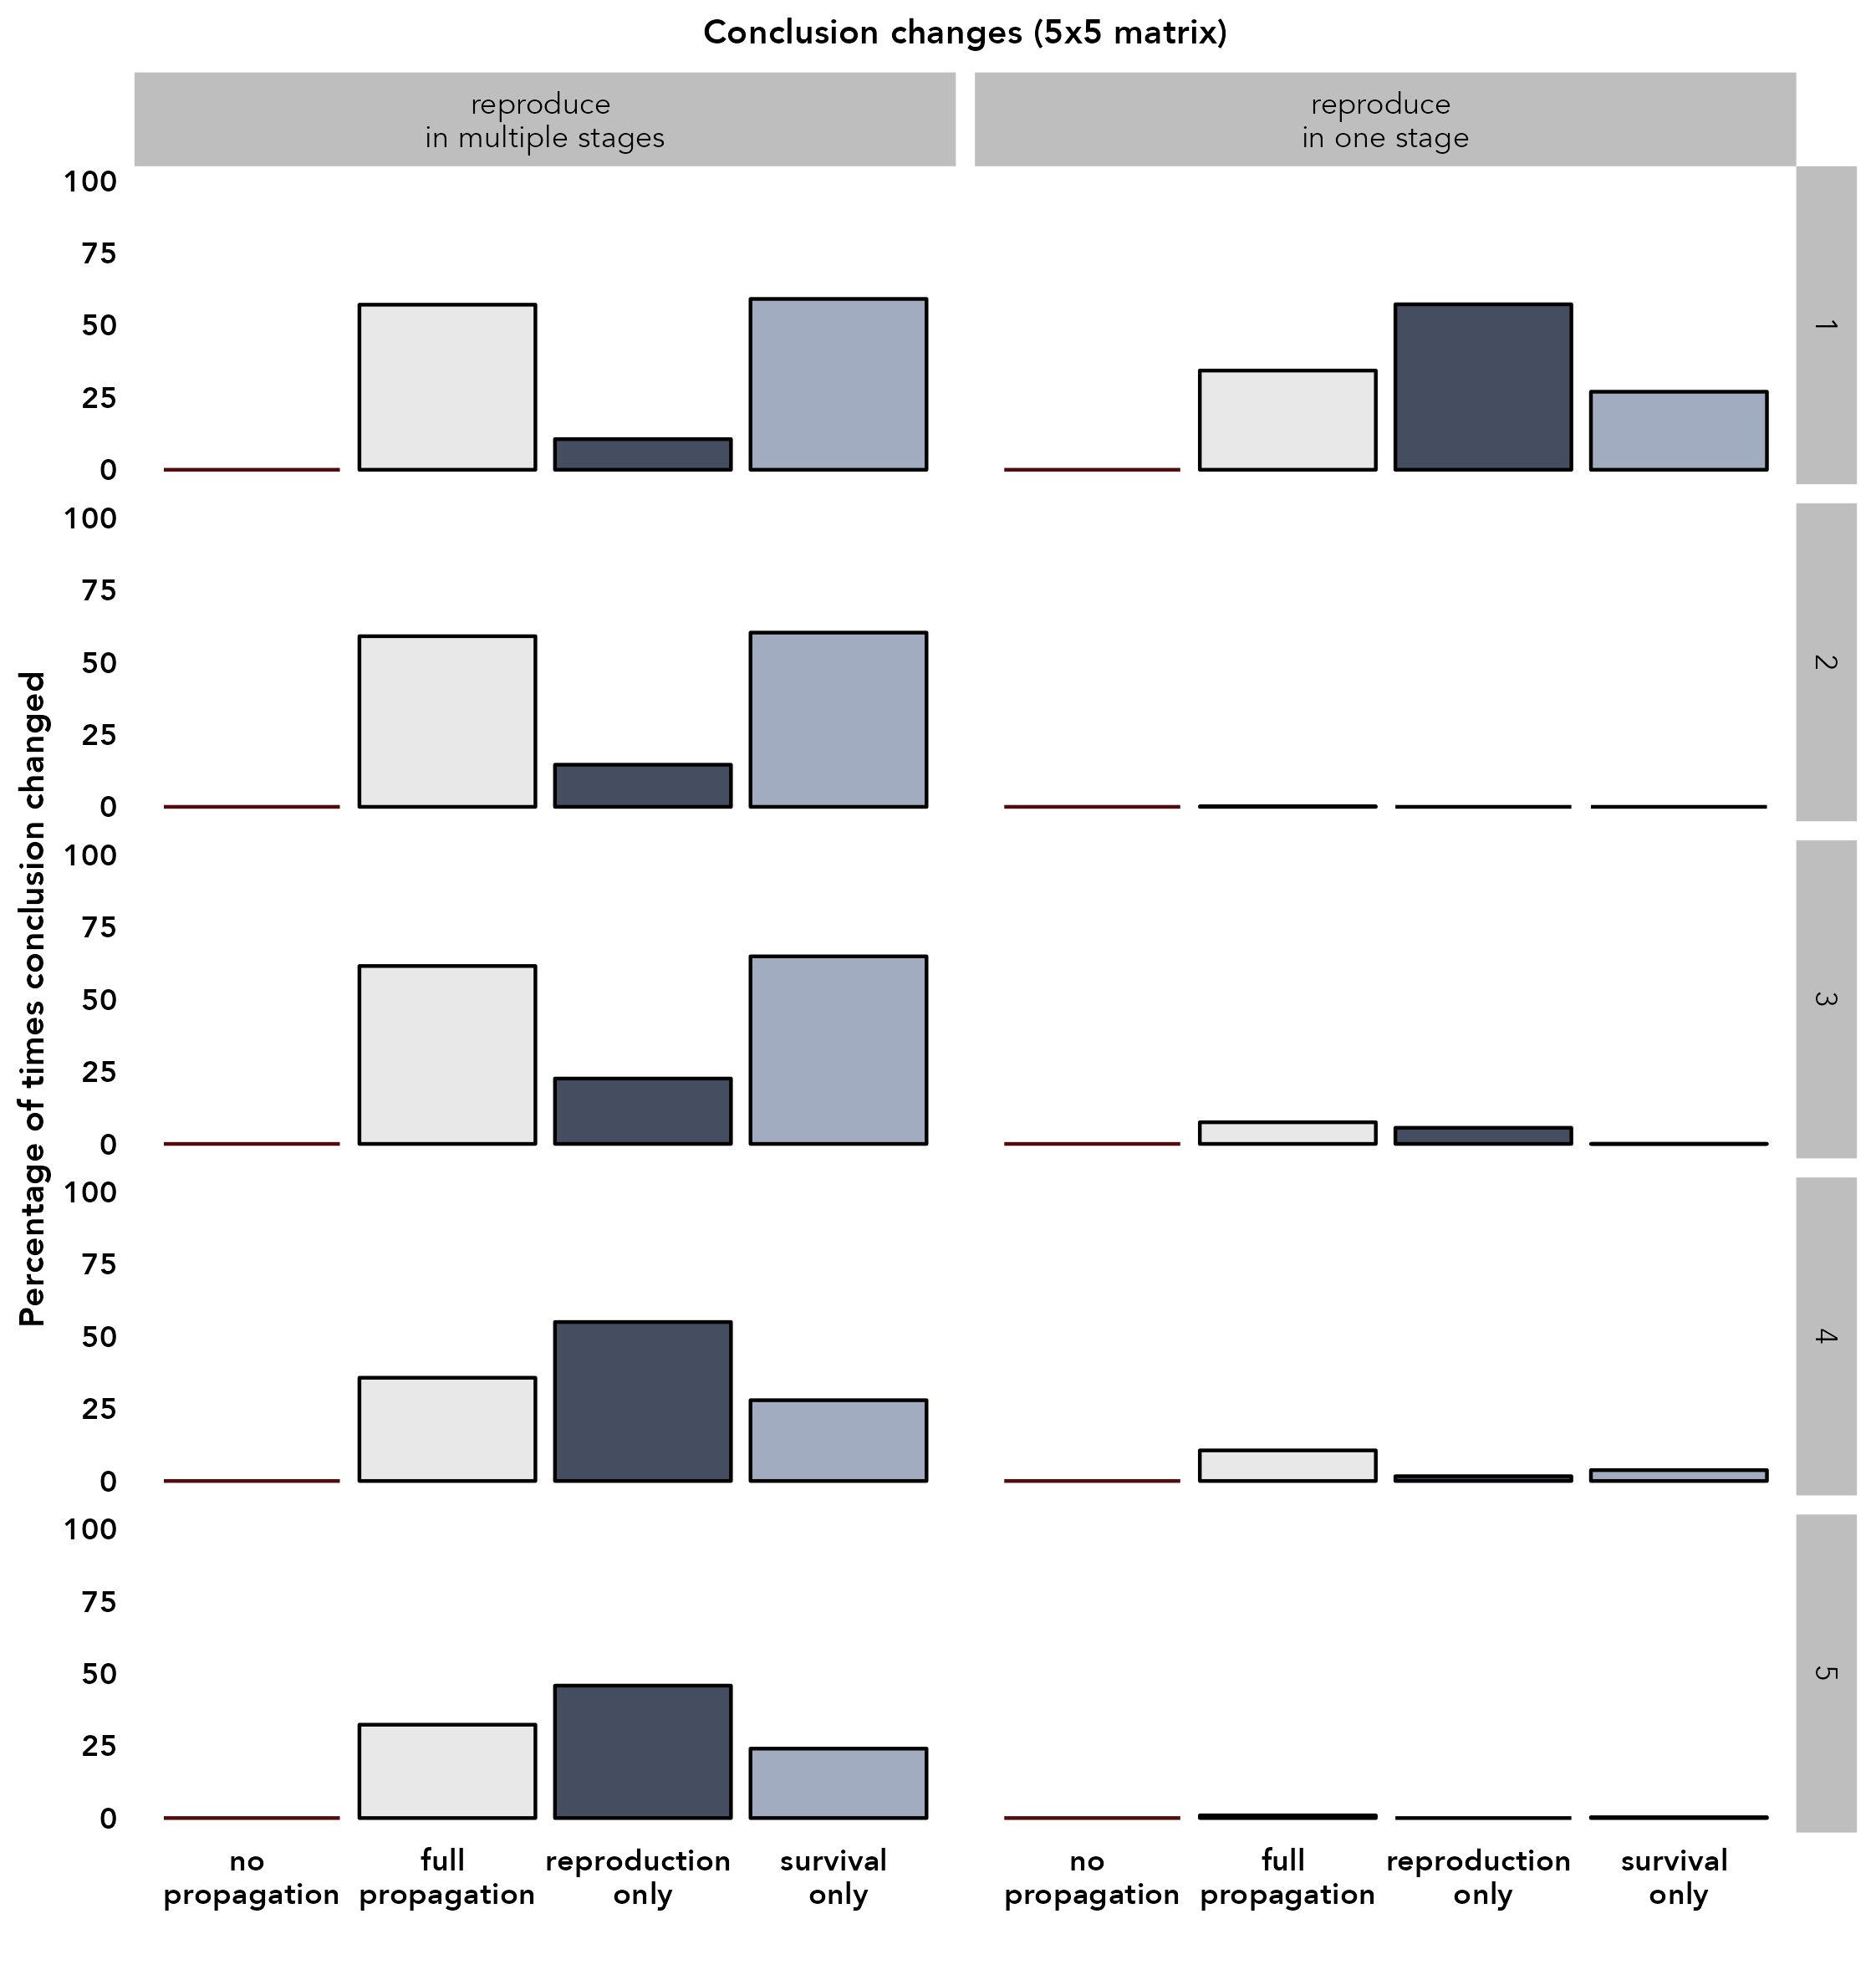 Conclusion changes (5x5 matrix)
reproduce
in multiple stages
reproduce
in one stage
Percentage of times conclusion changed
100
75
50
25
0
1
100
75
50
25
0
2
100
75
50
25
0
3
100
75
50
25
0
4
100
75
50
25
0
5
no
propagation
full
propagation
reproduction
only
survival
only
no
propagation
full
propagation
reproduction
only
survival
only